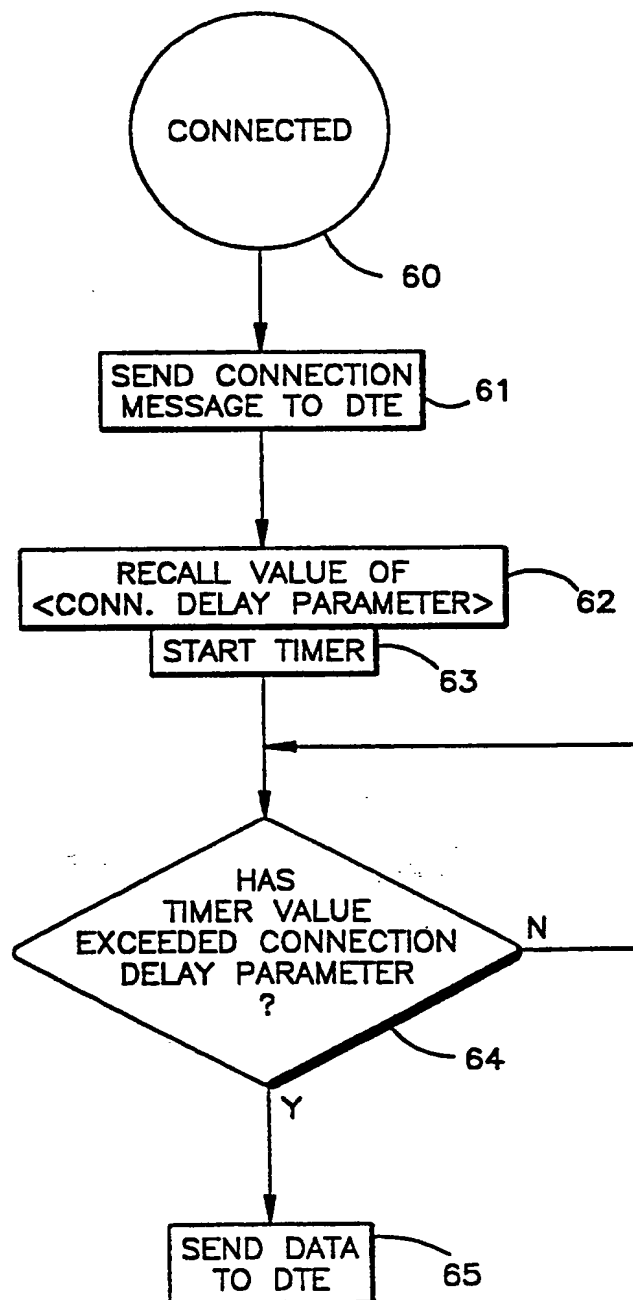 CONNECTED
60
SEND CONNECTION
MESSAGE TO DTE
61
RECALL VALUE OF
<CONN. DELAY PARAMETER>
62
START TIMER
63
HAS
TIMER VALUE
EXCEEDED CONNECTION
DELAY PARAMETER
?
N
64
Y
SEND DATA
TO DTE
65